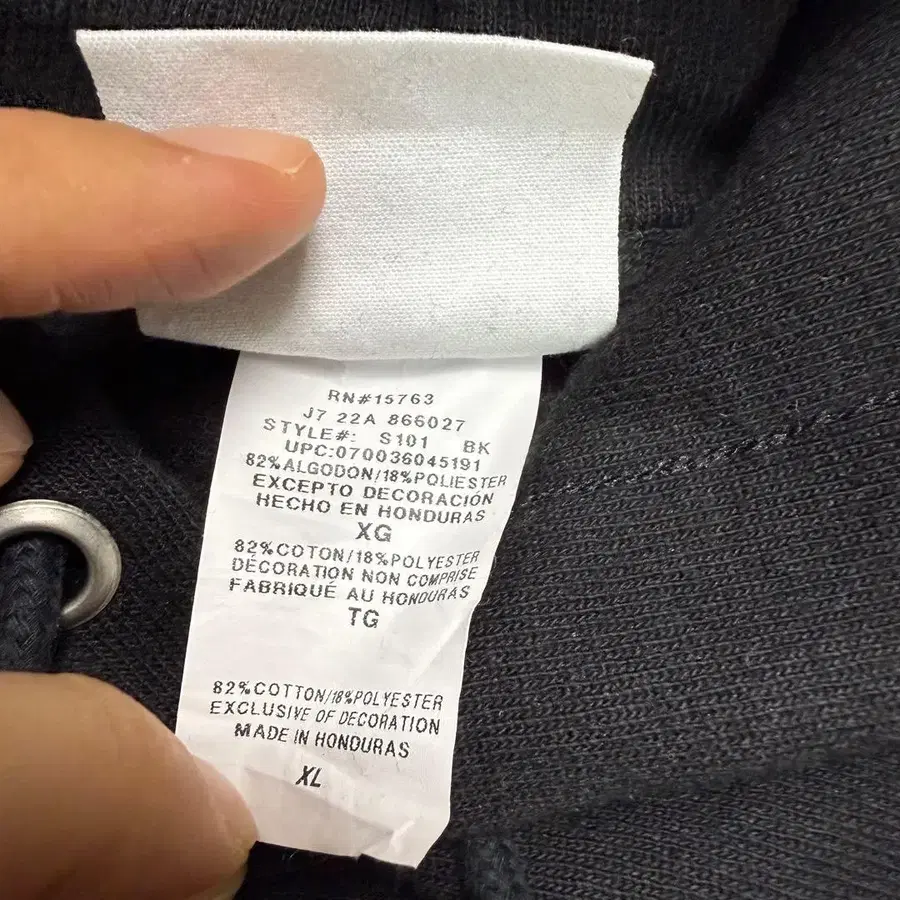 RN#15763
J7 22A 866027
STYLE#: S101 BK
UPC:070036045191
82%ALGODON/18%POLIESTER
EXCEPTO DECORACIÓN
HECHO EN HONDURAS
XG
82%COTON/18%POLYESTER
DÉCORATION NON COMPRISE
FABRIQUÉ AU HONDURAS
TG
82%COTTON/18%POLYESTER
EXCLUSIVE OF DECORATION
MADE IN HONDURAS
XL